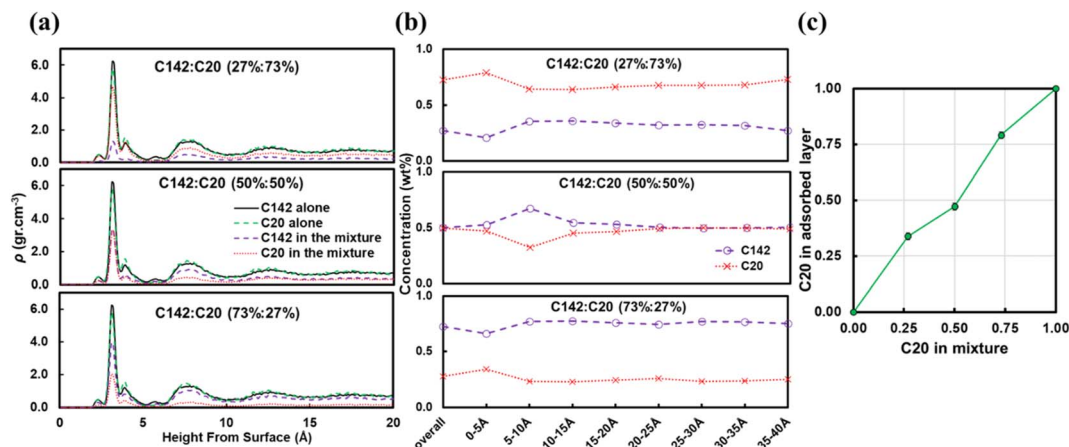 (a)
C142:C20 (27%:73%)
6.0
4.0
2.0
0.0
C142:C20 (50%:50%)
6.0
4.0
2.0
0.0
C142 alone
C20 alone
C142 in the mixture
C20 in the mixture
C142:C20 (73%:27%)
6.0
4.0
2.0
0.0
ρ (gr.cm-3)
0 5 10 15 20
Height From Surface (Å)
(b)
C142:C20 (27%:73%)
1.0
0.5
0.0
C142:C20 (50%:50%)
1.0
0.5
0.0
C142
C20
C142:C20 (73%:27%)
1.0
0.5
0.0
Concentration (wt%)
overall 0-5Å 5-10Å 10-15Å 15-20Å 20-25Å 25-30Å 30-35Å 35-40Å
(c)
1.00
0.75
0.50
0.25
0.00
C20 in adsorbed layer
0.00 0.25 0.50 0.75 1.00
C20 in mixture